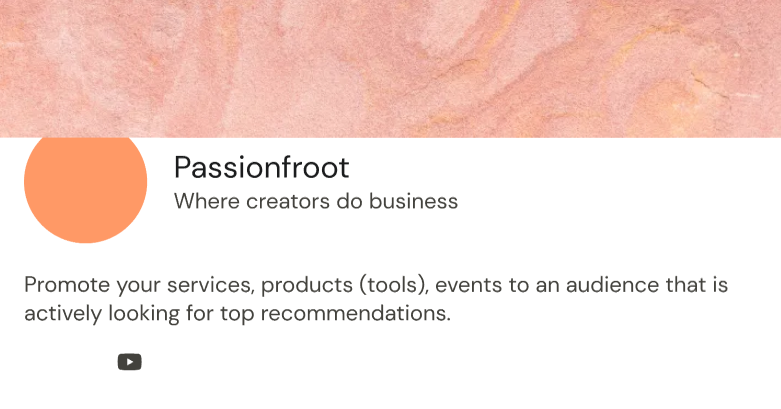 Passionfroot
Where creators do business
Promote your services, products (tools), events to an audience that is
actively looking for top recommendations.